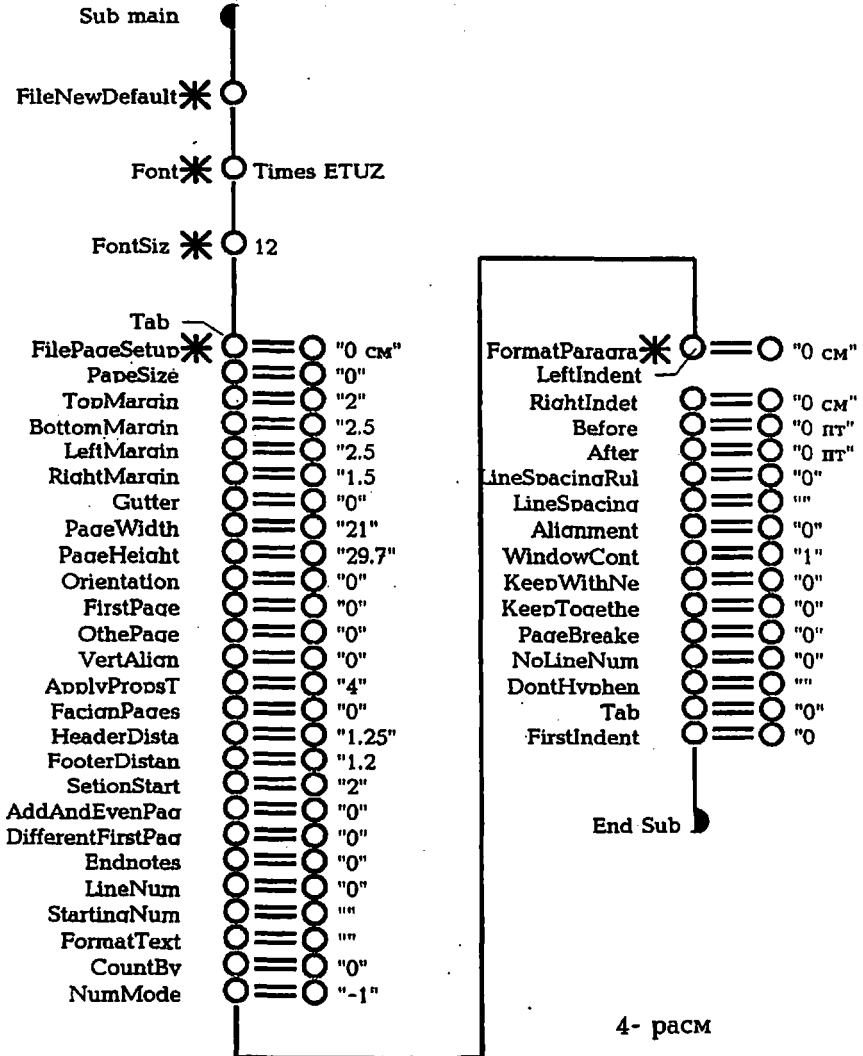 Sub main
FileNewDefault
Font Times ETUZ
FontSiz 12
Tab
FilePageSetup "0 см"
PapeSize "0"
TopMargin "2"
BottomMargin "2.5
LeftMargin "2.5
RightMargin "1.5
Gutter "0"
PageWidth "21"
PageHeight "29.7"
Orientation "0"
FirstPage "0"
OthePage "0"
VertAlign "0"
ApplyPropsT "4"
FacignPages "0"
HeaderDista "1.25"
FooterDistan "1.2
SetionStart "2"
AddAndEvenPag "0"
DifferentFirstPag "0"
Endnotes "0"
LineNum "0"
StartingNum ""
FormatText ""
CountBy "0"
NumMode "-1"
FormatParagra "0 см"
LeftIndent
RightIndet "0 см"
Before "0 пт"
After "0 пт"
LineSpacingRul "0"
LineSpacing ""
Alignment "0"
WindowCont "1"
KeepWithNe "0"
KeepTogethe "0"
PageBreake "0"
NoLineNum "0"
DontHyphen ""
Tab "0"
FirstIndent "0
End Sub
4- расм